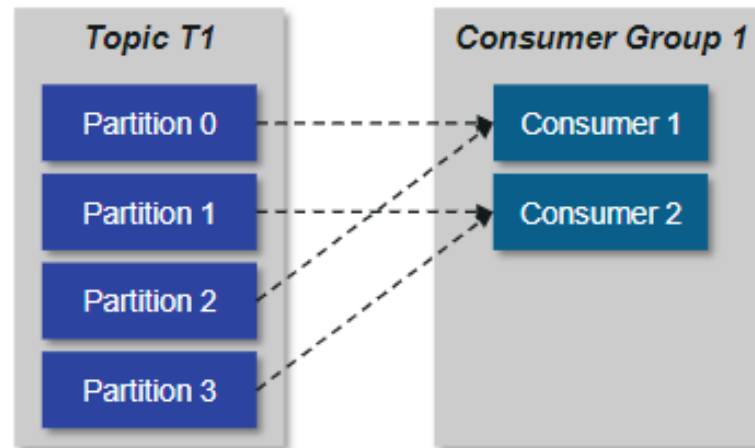 Topic T1
Partition 0
Partition 1
Partition 2
Partition 3
Consumer Group 1
Consumer 1
Consumer 2